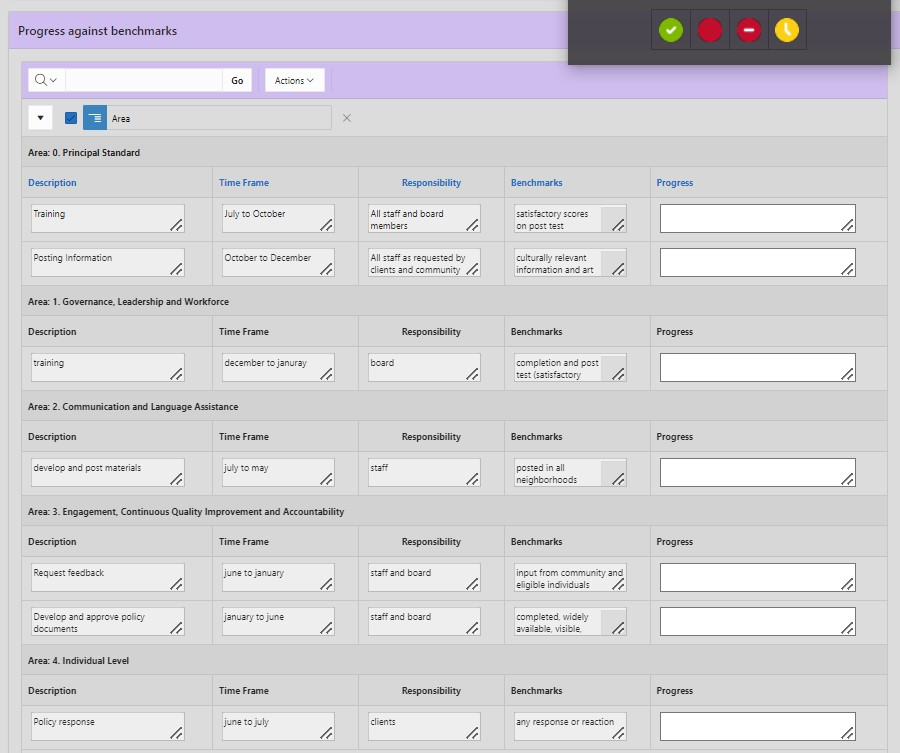 Progress against benchmarks
Go
Actions
Area
Area: 0. Principal Standard
Description Time Frame Responsibility Benchmarks Progress
Training July to October All staff and board members satisfactory scores on post test
Posting Information October to December All staff as requested by clients and community culturally relevant information and art
Area: 1. Governance, Leadership and Workforce
Description Time Frame Responsibility Benchmarks Progress
training december to januray board completion and post test (satisfactory
Area: 2. Communication and Language Assistance
Description Time Frame Responsibility Benchmarks Progress
develop and post materials july to may staff posted in all neighborhoods
Area: 3. Engagement, Continuous Quality Improvement and Accountability
Description Time Frame Responsibility Benchmarks Progress
Request feedback june to january staff and board input from community and eligible individuals
Develop and approve policy documents january to june staff and board completed, widely available, visible,
Area: 4. Individual Level
Description Time Frame Responsibility Benchmarks Progress
Policy response june to july clients any response or reaction